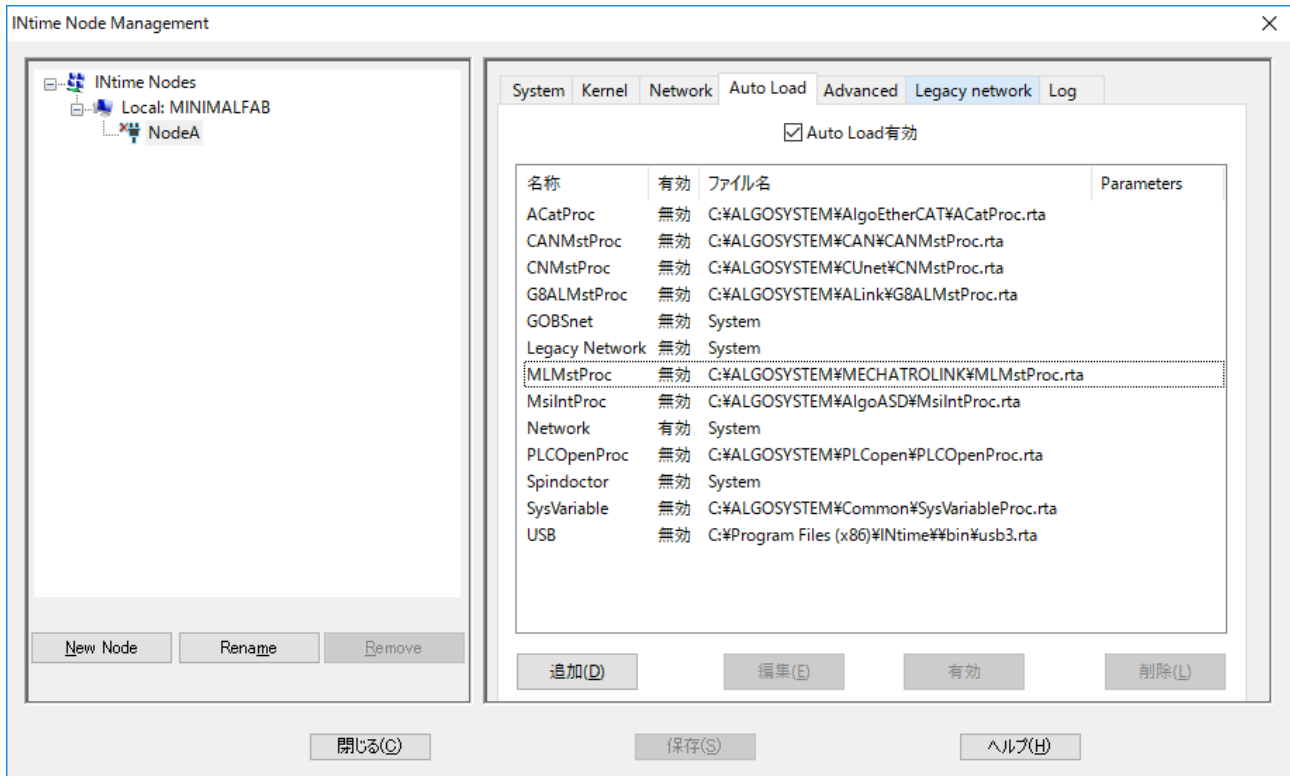 INtime Node Management
INtime Nodes
Local: MINIMALFAB
NodeA
New Node Rename Remove
System Kernel Network Auto Load Advanced Legacy network Log
Auto Load有効
名称 有効 ファイル名 Parameters
ACatProc 無効 C:¥ALGOSYSTEM¥AlgoEtherCAT¥ACatProc.rta
CANMstProc 無効 C:¥ALGOSYSTEM¥CAN¥CANMstProc.rta
CNMstProc 無効 C:¥ALGOSYSTEM¥CUnet¥CNMstProc.rta
G8ALMstProc 無効 C:¥ALGOSYSTEM¥ALink¥G8ALMstProc.rta
GOBSnet 無効 System
Legacy Network 無効 System
MLMstProc 無効 C:¥ALGOSYSTEM¥MECHATROLINK¥MLMstProc.rta
MsiIntProc 無効 C:¥ALGOSYSTEM¥AlgoASD¥MsiIntProc.rta
Network 有効 System
PLCOpenProc 無効 C:¥ALGOSYSTEM¥PLCopen¥PLCOpenProc.rta
Spindoctor 無効 System
SysVariable 無効 C:¥ALGOSYSTEM¥Common¥SysVariableProc.rta
USB 無効 C:¥Program Files (x86)¥INtime¥¥bin¥usb3.rta
追加(D) 編集(E) 有効 削除(L)
閉じる(C) 保存(S) ヘルプ(H)